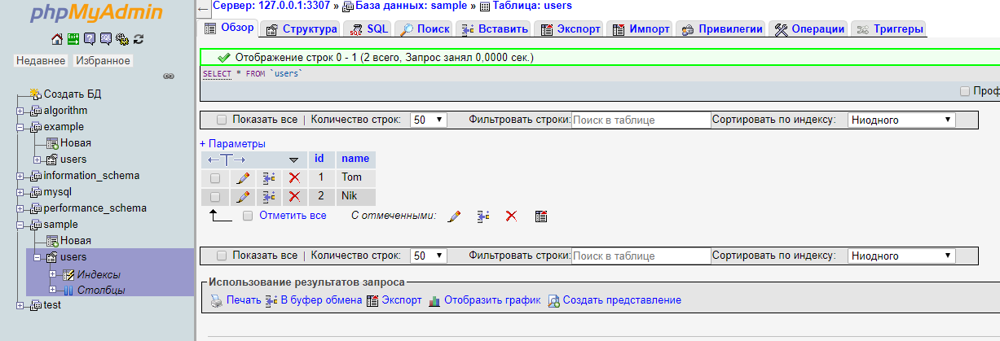 phpMyAdmin
Недавнее Избранное
Создать БД
algorithm
example
Новая
users
information_schema
mysql
performance_schema
sample
Новая
users
Индексы
Столбцы
test
Сервер: 127.0.0.1:3307 » База данных: sample » Таблица: users
Обзор Структура SQL Поиск Вставить Экспорт Импорт Привилегии Операции Триггеры
Отображение строк 0 - 1 (2 всего, Запрос занял 0,0000 сек.)
SELECT * FROM `users`
Проф
Показать все | Количество строк: 50 Фильтровать строки: Поиск в таблице Сортировать по индексу: Ниодного
+ Параметры
id name
1 Tom
2 Nik
Отметить все С отмеченными:
Показать все | Количество строк: 50 Фильтровать строки: Поиск в таблице Сортировать по индексу: Ниодного
Использование результатов запроса
Печать В буфер обмена Экспорт Отобразить график Создать представление